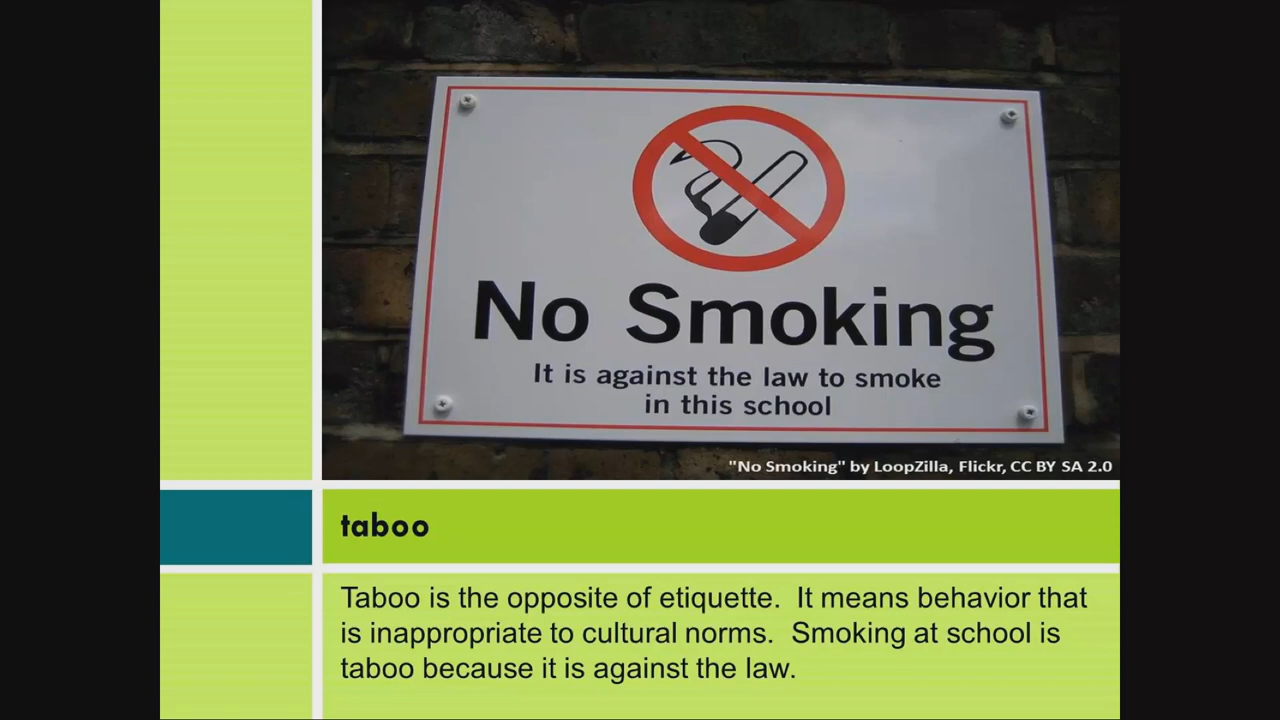 No Smoking
It is against the law to smoke
in this school
"No Smoking" by LoopZilla, Flickr, CC BY SA 2.0
taboo
Taboo is the opposite of etiquette.  It means behavior that
is inappropriate to cultural norms.  Smoking at school is
taboo because it is against the law.